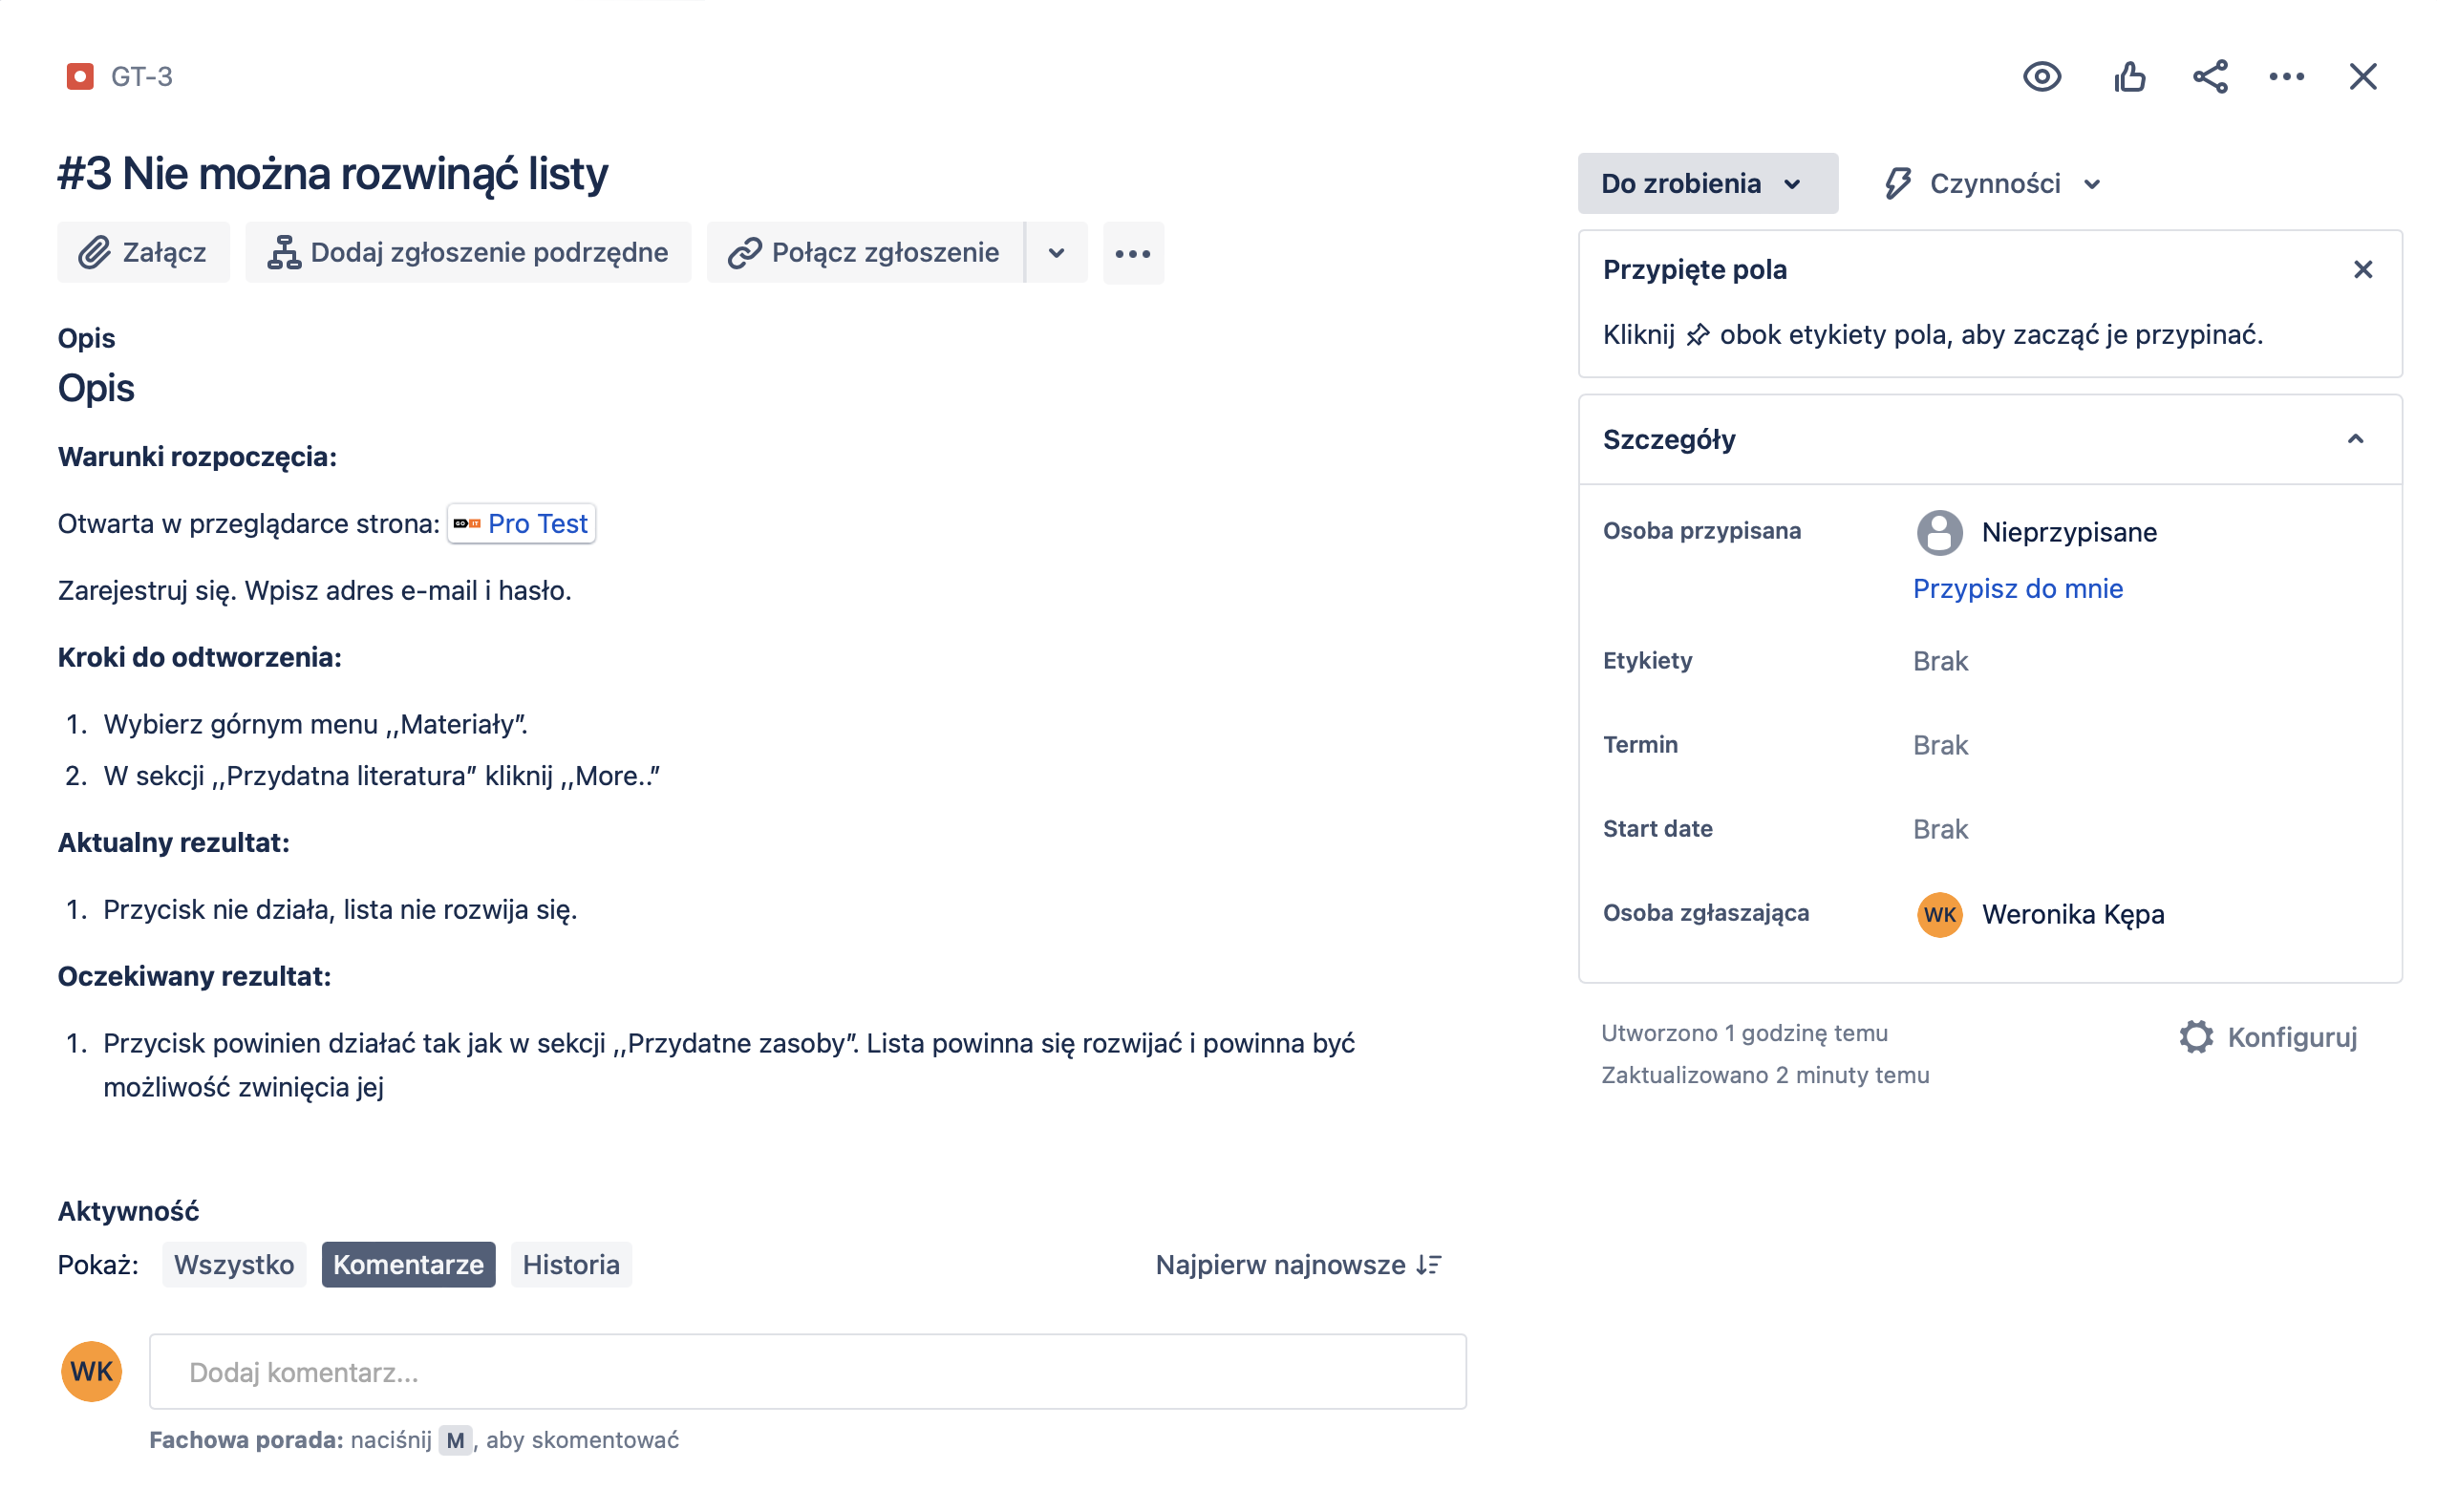 GT-3
#3 Nie można rozwinąć listy
Załącz
Dodaj zgłoszenie podrzędne
Połącz zgłoszenie
Opis
Opis
Warunki rozpoczęcia:
Otwarta w przeglądarce strona: GO IT Pro Test
Zarejestruj się. Wpisz adres e-mail i hasło.
Kroki do odtworzenia:
1. Wybierz górnym menu ,,Materiały”.
2. W sekcji ,,Przydatna literatura” kliknij ,,More..”
Aktualny rezultat:
1. Przycisk nie działa, lista nie rozwija się.
Oczekiwany rezultat:
1. Przycisk powinien działać tak jak w sekcji ,,Przydatne zasoby”. Lista powinna się rozwijać i powinna być
możliwość zwinięcia jej
Aktywność
Pokaż: Wszystko Komentarze Historia
Najpierw najnowsze
WK
Dodaj komentarz...
Fachowa porada: naciśnij M, aby skomentować
Do zrobienia
Czynności
Przypięte pola
Kliknij obok etykiety pola, aby zacząć je przypinać.
Szczegóły
Osoba przypisana Nieprzypisane
Przypisz do mnie
Etykiety Brak
Termin Brak
Start date Brak
Osoba zgłaszająca WK Weronika Kępa
Utworzono 1 godzinę temu
Zaktualizowano 2 minuty temu
Konfiguruj